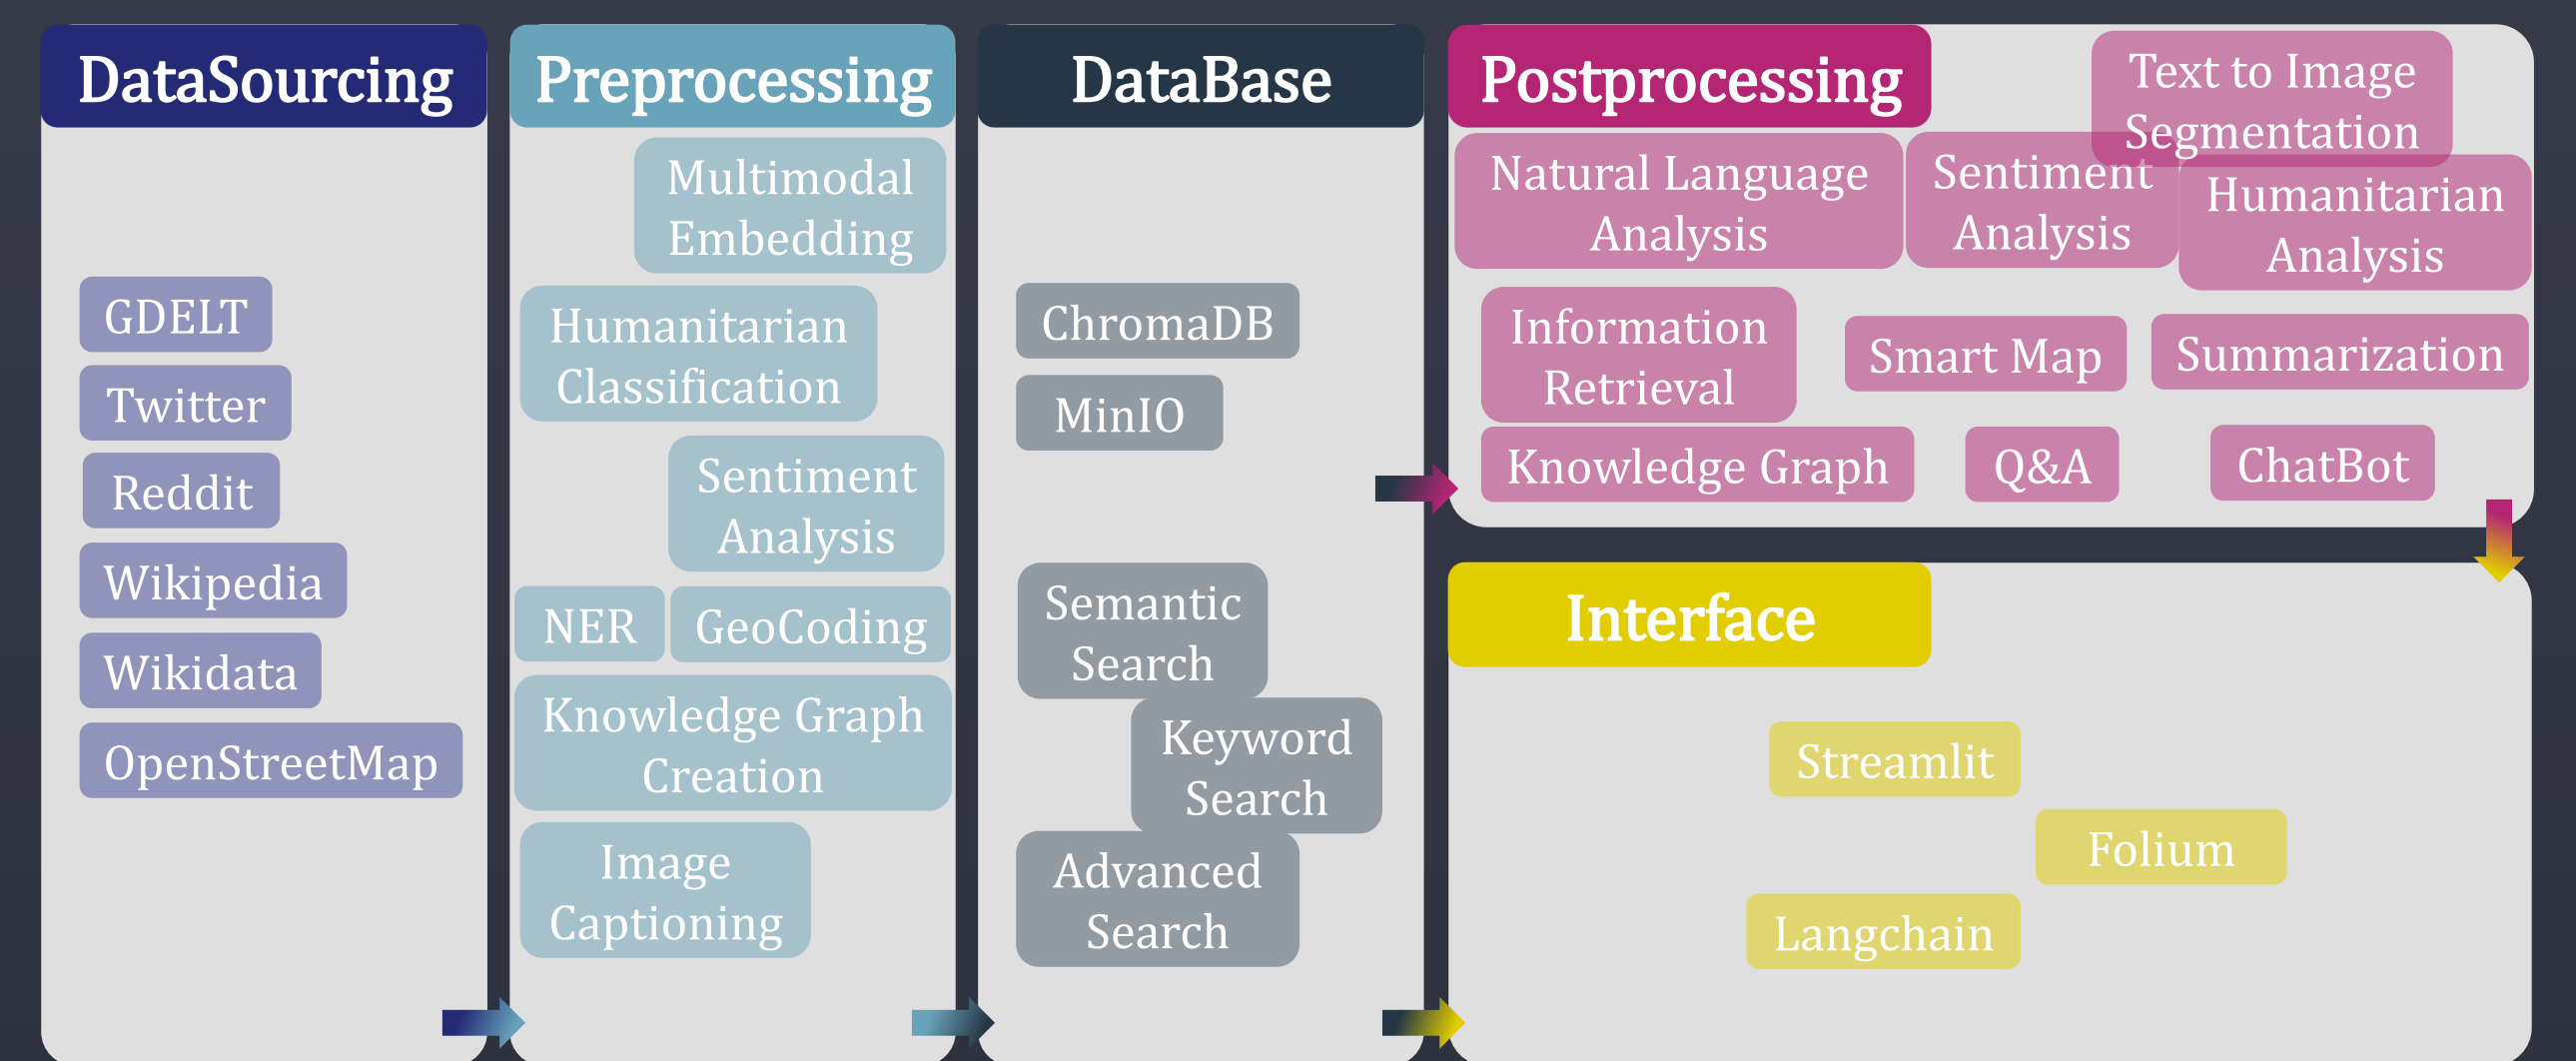 DataSourcing
GDELT
Twitter
Reddit
Wikipedia
Wikidata
OpenStreetMap
Preprocessing
Multimodal
Embedding
Humanitarian
Classification
Sentiment
Analysis
NER
GeoCoding
Knowledge Graph
Creation
Image
Captioning
DataBase
ChromaDB
MinIO
Semantic
Search
Keyword
Search
Advanced
Search
Postprocessing
Text to Image
Segmentation
Natural Language
Analysis
Sentiment
Analysis
Humanitarian
Analysis
Information
Retrieval
Smart Map
Summarization
Knowledge Graph
Q&A
ChatBot
Interface
Streamlit
Folium
Langchain